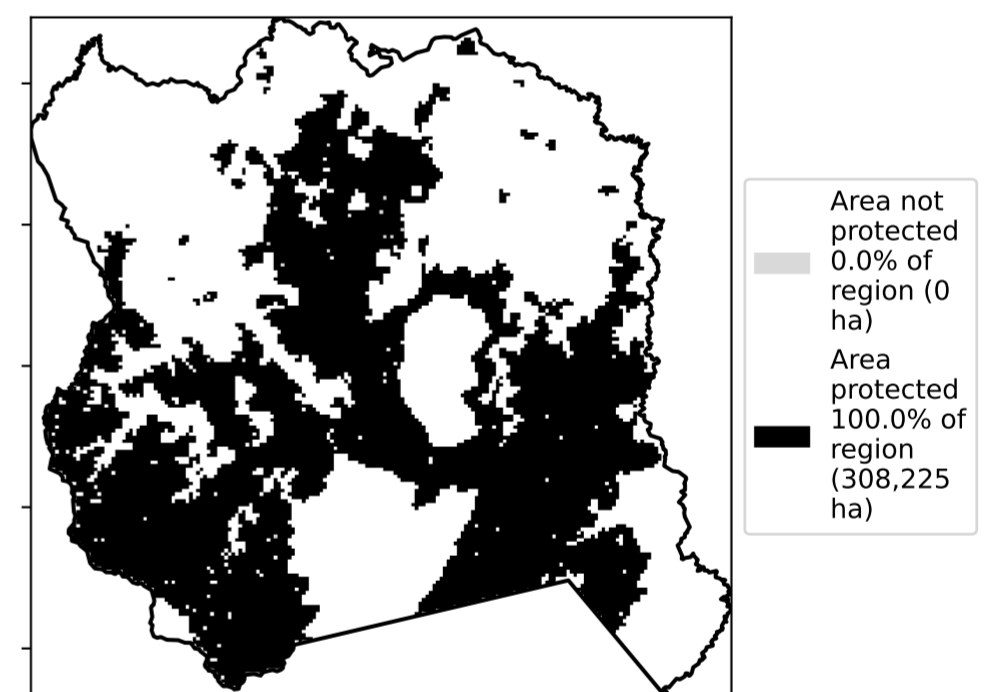 Area not
protected
0.0% of
region (0
ha)
Area
protected
100.0% of
region
(308,225
ha)